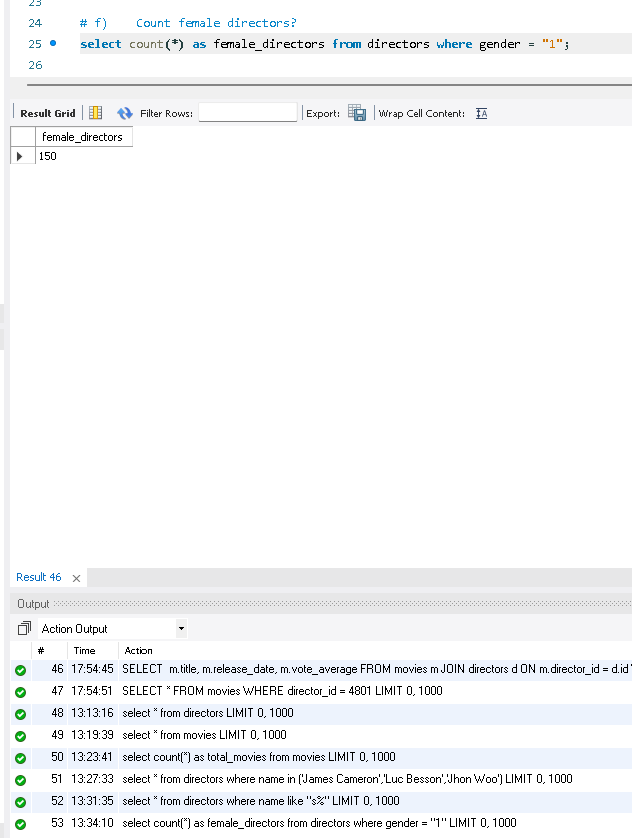 23
24 # f) Count female directors?
25 select count(*) as female_directors from directors where gender = "1";
26
Result Grid Filter Rows: Export: Wrap Cell Content: IA
female_directors
150
Result 46
Output
Action Output
# Time Action
46 17:54:45 SELECT m.title, m.release_date, m.vote_average FROM movies m JOIN directors d ON m.director_id = d.id
47 17:54:51 SELECT * FROM movies WHERE director_id = 4801 LIMIT 0, 1000
48 13:13:16 select * from directors LIMIT 0, 1000
49 13:19:39 select * from movies LIMIT 0, 1000
50 13:23:41 select count(*) as total_movies from movies LIMIT 0, 1000
51 13:27:33 select * from directors where name in ('James Cameron','Luc Besson','Jhon Woo') LIMIT 0, 1000
52 13:31:35 select * from directors where name like "s%" LIMIT 0, 1000
53 13:34:10 select count(*) as female_directors from directors where gender = "1" LIMIT 0, 1000